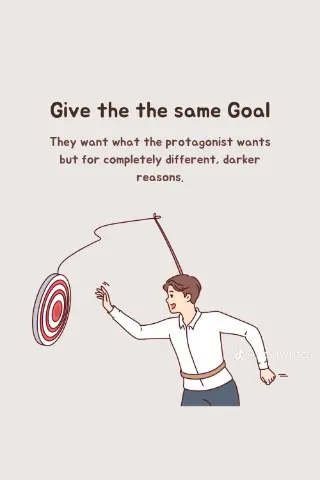 Give the the same Goal
They want what the protagonist wants
but for completely different, darker
reasons.